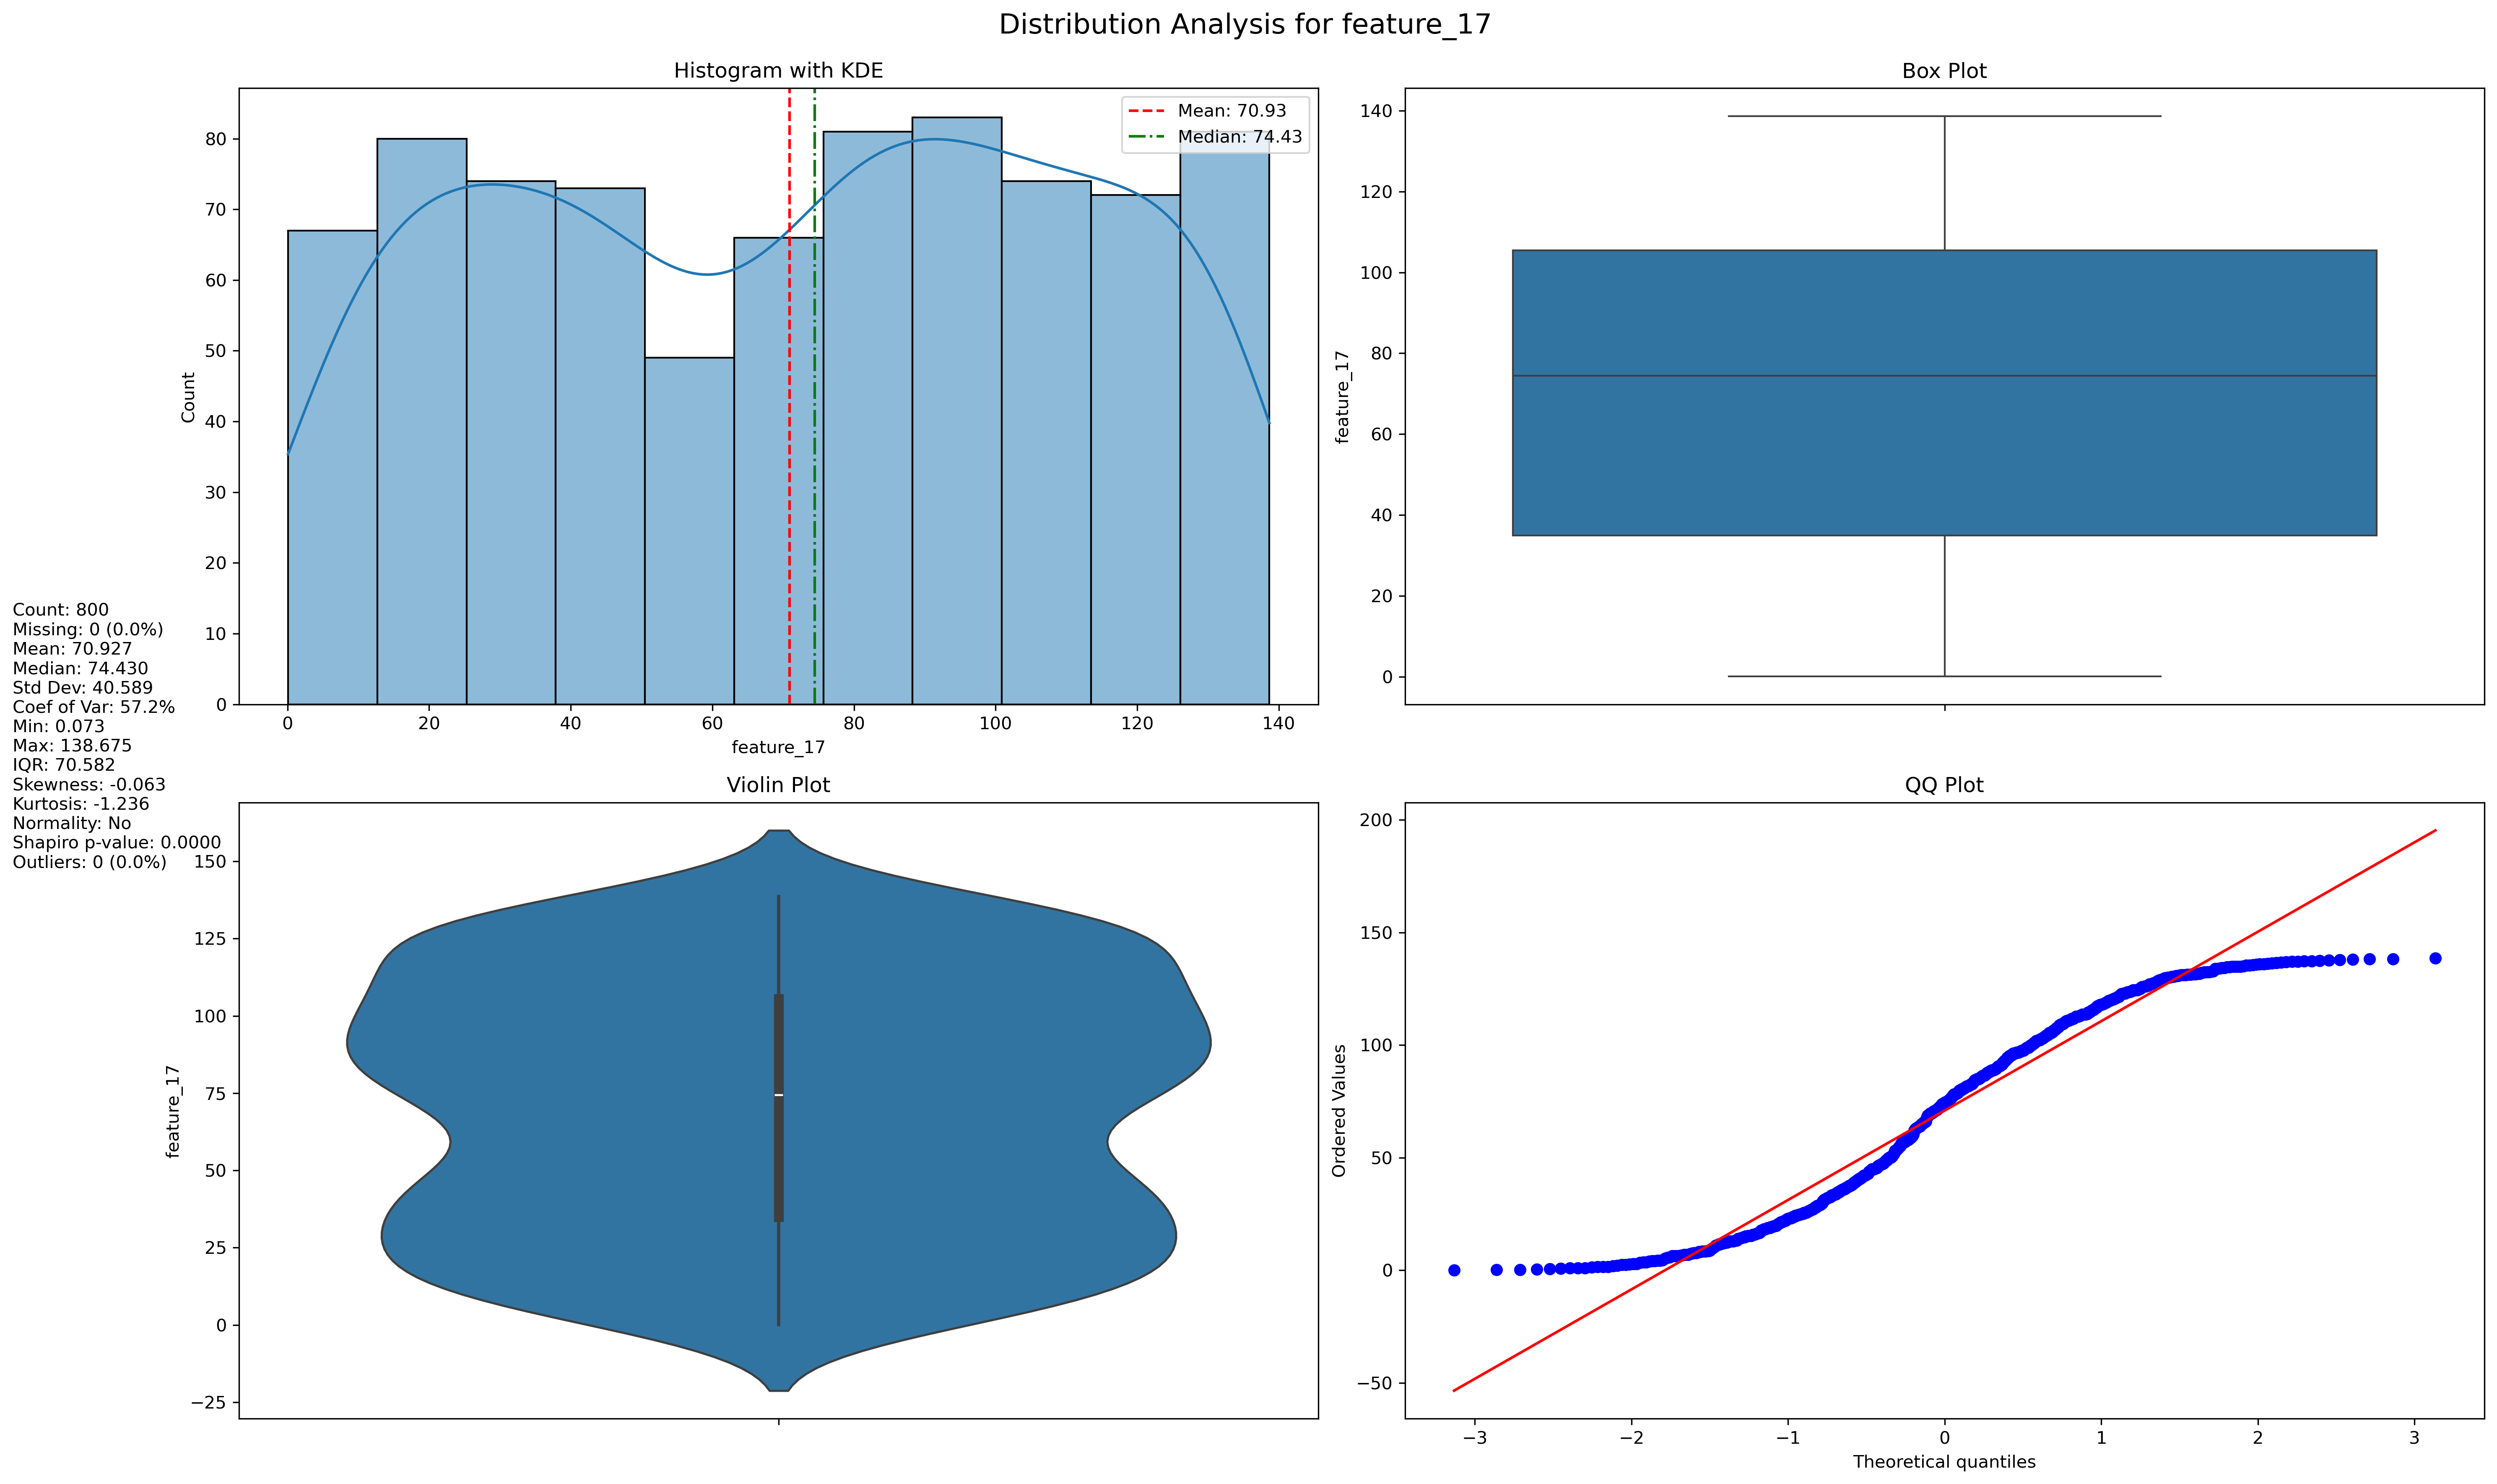 Distribution Analysis for feature_17
Histogram with KDE
Mean: 70.93
Median: 74.43
80
70
60
50
40
30
20
10
0
Count
0 20 40 60 80 100 120 140
feature_17
Box Plot
140
120
100
80
60
40
20
0
feature_17
Count: 800
Missing: 0 (0.0%)
Mean: 70.927
Median: 74.430
Std Dev: 40.589
Coef of Var: 57.2%
Min: 0.073
Max: 138.675
IQR: 70.582
Skewness: -0.063
Kurtosis: -1.236
Normality: No
Shapiro p-value: 0.0000
Outliers: 0 (0.0%)
Violin Plot
150
125
100
75
50
25
0
−25
feature_17
QQ Plot
200
150
100
50
0
−50
Ordered Values
−3 −2 −1 0 1 2 3
Theoretical quantiles